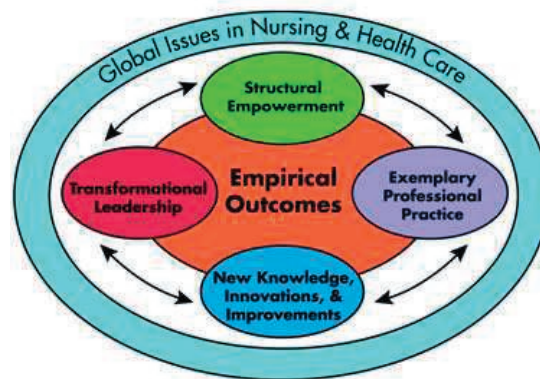 Global Issues in Nursing & Health Care
Structural
Empowerment
Transformational
Leadership
Empirical
Outcomes
Exemplary
Professional
Practice
New Knowledge,
Innovations, &
Improvements